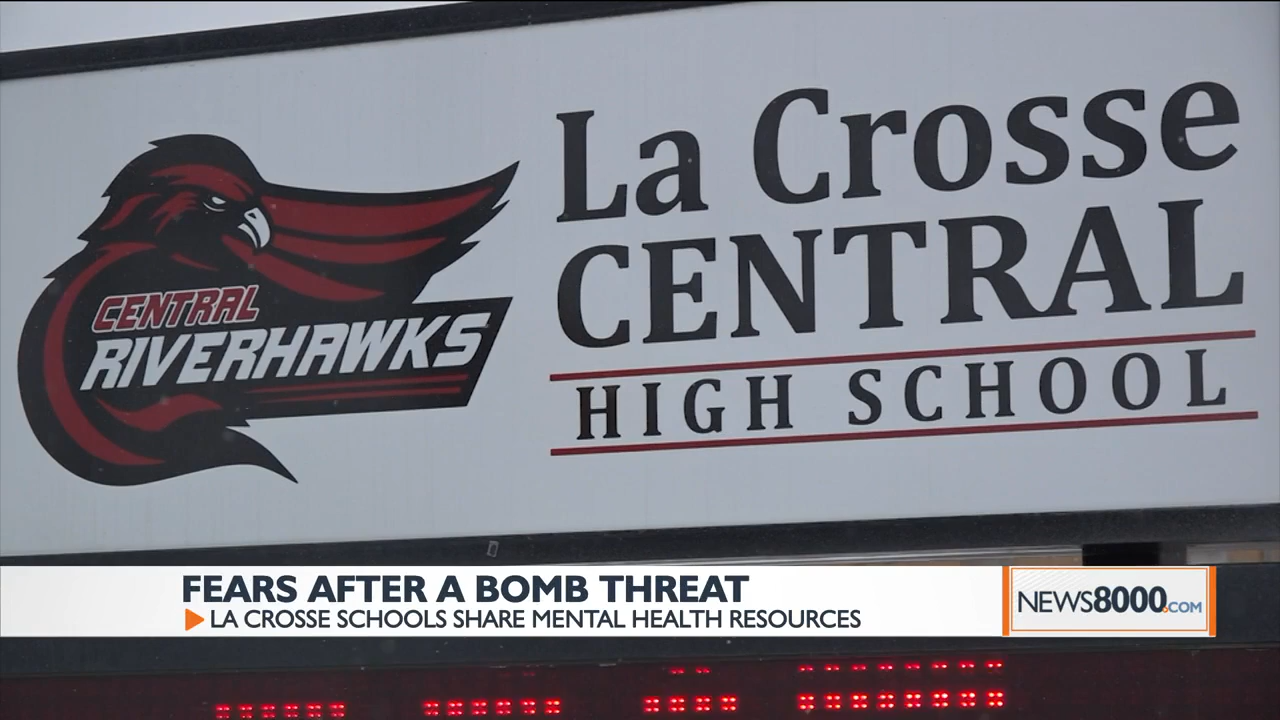 La Crosse
CENTRAL
HIGH SCHOOL
CENTRAL
RIVERHAWKS
FEARS AFTER A BOMB THREAT
LA CROSSE SCHOOLS SHARE MENTAL HEALTH RESOURCES
NEWS8000.COM